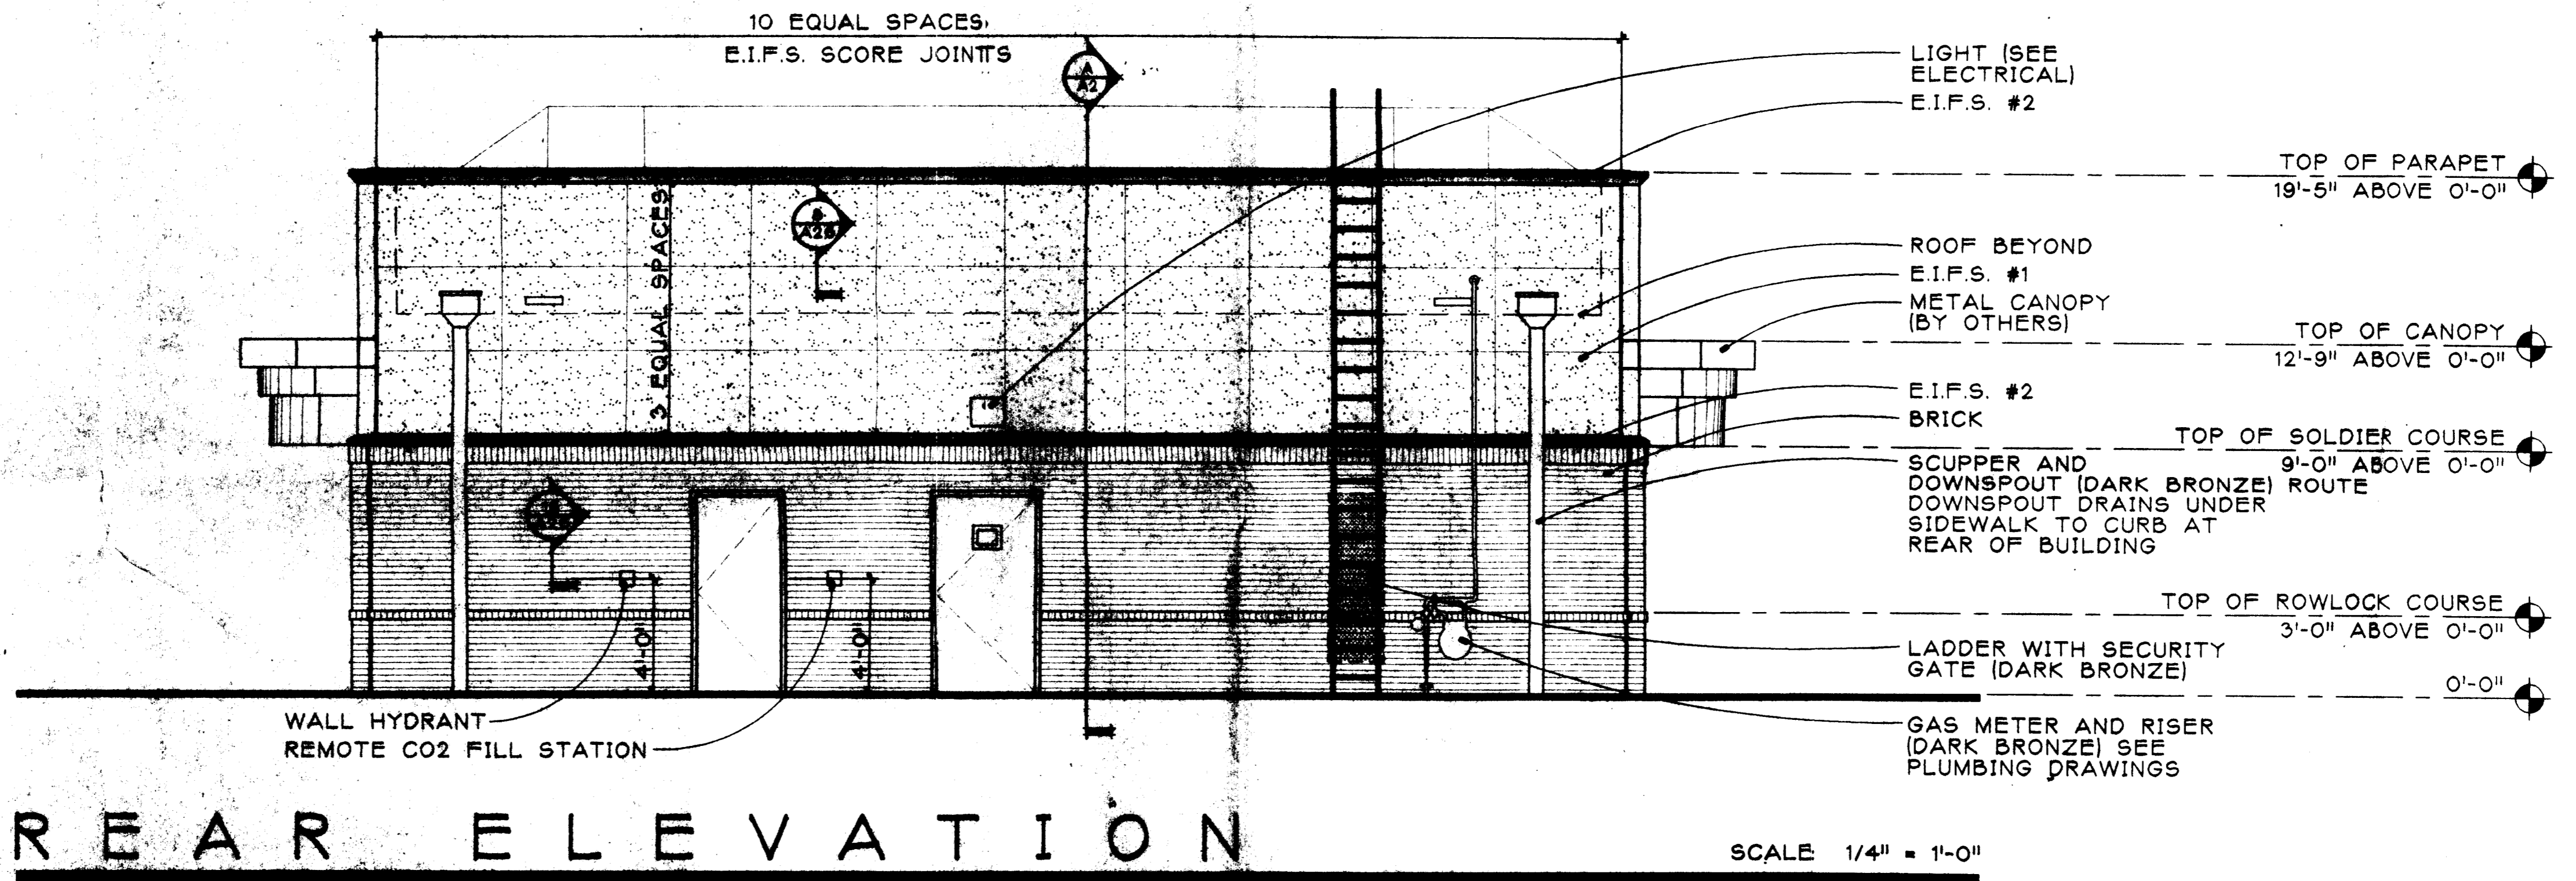 10 EQUAL SPACES
E.I.F.S. SCORE JOINTS
A
A2
LIGHT (SEE
ELECTRICAL)
E.I.F.S. #2
TOP OF PARAPET
19'-5" ABOVE 0'-0"
3 EQUAL SPACES
ROOF BEYOND
E.I.F.S. #1
METAL CANOPY
(BY OTHERS)
TOP OF CANOPY
12'-9" ABOVE 0'-0"
E.I.F.S. #2
BRICK
TOP OF SOLDIER COURSE
9'-0" ABOVE 0'-0"
SCUPPER AND
DOWNSPOUT (DARK BRONZE) ROUTE
DOWNSPOUT DRAINS UNDER
SIDEWALK TO CURB AT
REAR OF BUILDING
TOP OF ROWLOCK COURSE
3'-0" ABOVE 0'-0"
4'-0"
4'-0"
LADDER WITH SECURITY
GATE (DARK BRONZE)
0'-0"
WALL HYDRANT
REMOTE CO2 FILL STATION
GAS METER AND RISER
(DARK BRONZE) SEE
PLUMBING DRAWINGS
REAR ELEVATION
SCALE 1/4" = 1'-0"